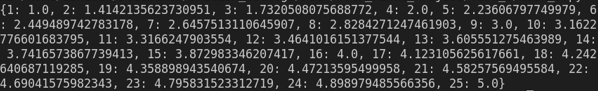 {1: 1.0, 2: 1.4142135623730951, 3: 1.7320508075688772, 4: 2.0, 5: 2.23606797749979, 6
: 2.449489742783178, 7: 2.6457513110645907, 8: 2.8284271247461903, 9: 3.0, 10: 3.1622
776601683795, 11: 3.3166247903554, 12: 3.4641016151377544, 13: 3.605551275463989, 14
: 3.7416573867739413, 15: 3.872983346207417, 16: 4.0, 17: 4.123105625617661, 18: 4.242
640687119285, 19: 4.358898943540674, 20: 4.47213595499958, 21: 4.58257569495584, 22:
4.69041575982343, 23: 4.795831523312719, 24: 4.898979485566356, 25: 5.0}